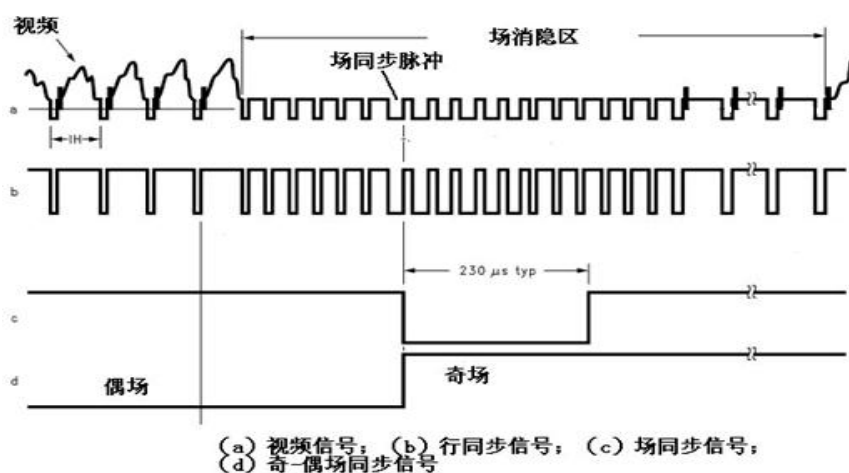 视频
场消隐区
场同步脉冲
a
1H
b
230 μs typ
c
d
偶场
奇场
(a) 视频信号; (b) 行同步信号; (c) 场同步信号;
(d) 奇-偶场同步信号